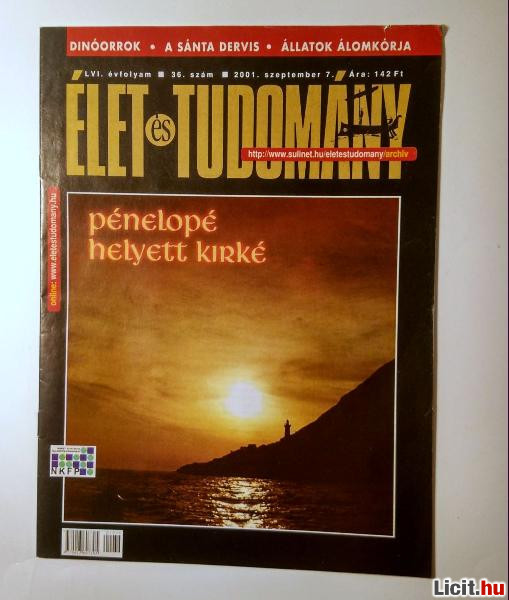 DINÓORROK • A SÁNTA DERVIS • ÁLLATOK ÁLOMKÓRJA
LVI. évfolyam ■ 36. szám ■ 2001. szeptember 7. Ára: 142 Ft
ÉLET és TUDOMÁNY
http://www.sulinet.hu/eletestudomany/archiv
online: www.eletestudomany.hu
pénelopé
helyett kirké
NKFP
Licit.hu